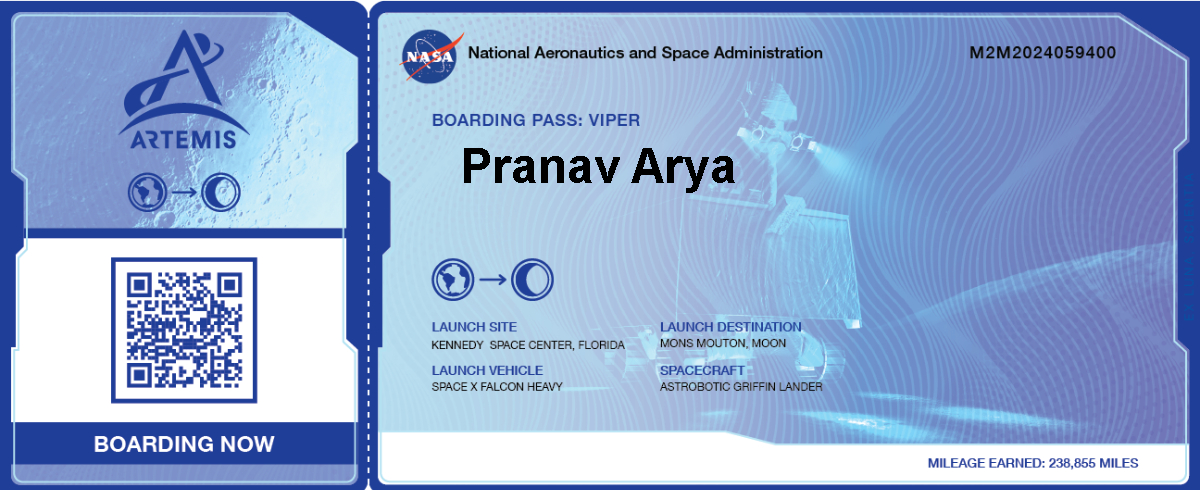 ARTEMIS
BOARDING NOW
NASA
National Aeronautics and Space Administration
M2M2024059400
BOARDING PASS: VIPER
Pranav Arya
LAUNCH SITE
KENNEDY SPACE CENTER, FLORIDA
LAUNCH DESTINATION
MONS MOUTON, MOON
LAUNCH VEHICLE
SPACE X FALCON HEAVY
SPACECRAFT
ASTROBOTIC GRIFFIN LANDER
MILEAGE EARNED: 238,855 MILES